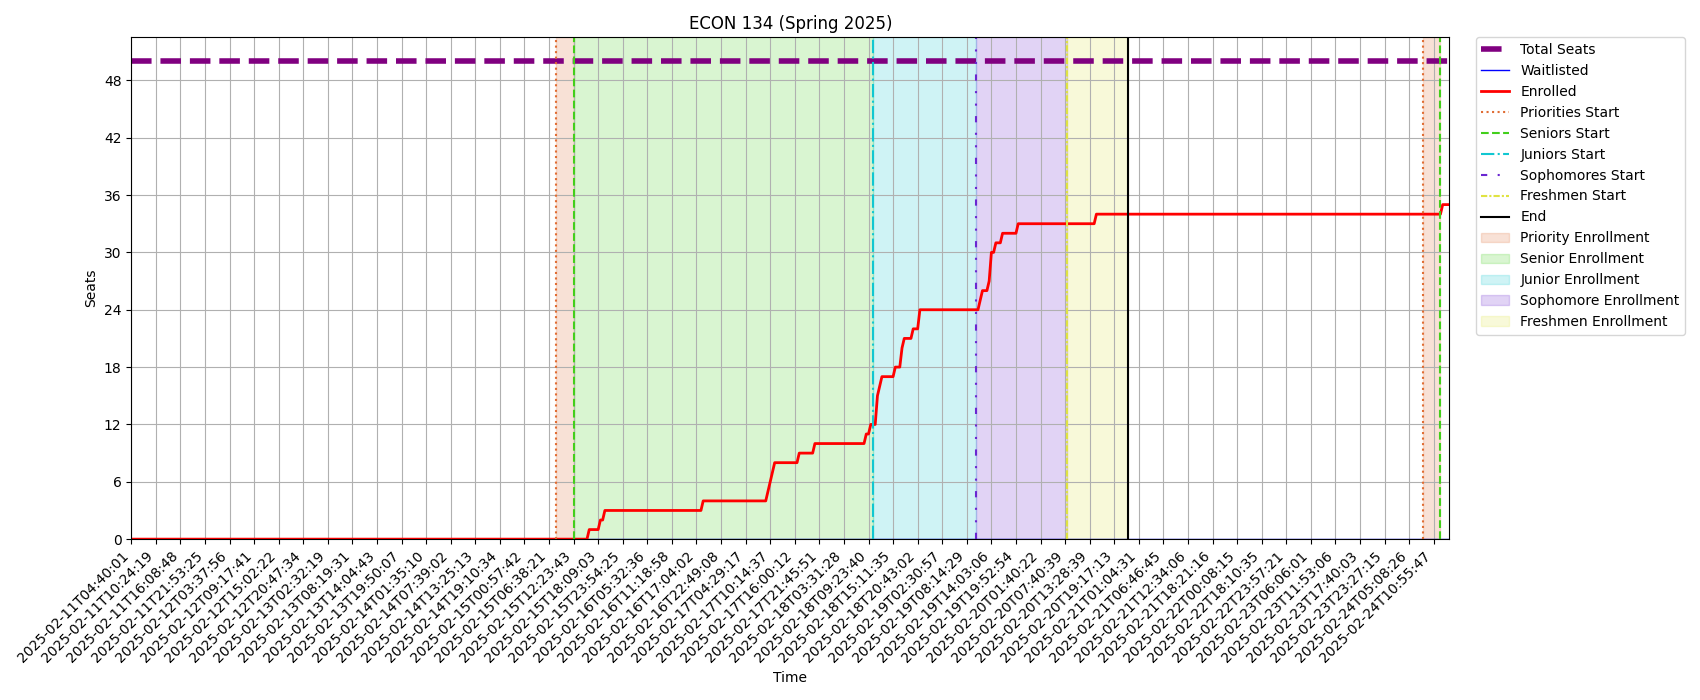 ECON 134 (Spring 2025)
Seats
48
42
36
30
24
18
12
6
0
2025-02-11T04:40:01
2025-02-11T10:24:19
2025-02-11T16:08:48
2025-02-11T21:53:25
2025-02-12T03:37:56
2025-02-12T09:17:41
2025-02-12T15:02:22
2025-02-12T20:47:34
2025-02-13T02:32:19
2025-02-13T08:19:31
2025-02-13T14:04:43
2025-02-13T19:50:07
2025-02-14T01:35:10
2025-02-14T07:39:02
2025-02-14T13:25:13
2025-02-14T19:10:34
2025-02-15T00:57:42
2025-02-15T06:38:21
2025-02-15T12:23:43
2025-02-15T18:09:03
2025-02-15T23:54:25
2025-02-16T05:32:36
2025-02-16T11:18:58
2025-02-16T17:04:02
2025-02-16T22:49:08
2025-02-17T04:29:17
2025-02-17T10:14:37
2025-02-17T16:00:12
2025-02-17T21:45:51
2025-02-18T03:31:28
2025-02-18T09:23:40
2025-02-18T15:11:35
2025-02-18T20:43:02
2025-02-19T02:30:57
2025-02-19T08:14:29
2025-02-19T14:03:06
2025-02-19T19:52:54
2025-02-20T01:40:22
2025-02-20T07:40:39
2025-02-20T13:28:39
2025-02-20T19:17:13
2025-02-21T01:04:31
2025-02-21T06:46:45
2025-02-21T12:34:06
2025-02-21T18:21:16
2025-02-22T00:08:15
2025-02-22T18:10:35
2025-02-22T23:57:21
2025-02-23T06:06:01
2025-02-23T11:53:06
2025-02-23T17:40:03
2025-02-23T23:27:15
2025-02-24T05:08:26
2025-02-24T10:55:47
Time
Total Seats
Waitlisted
Enrolled
Priorities Start
Seniors Start
Juniors Start
Sophomores Start
Freshmen Start
End
Priority Enrollment
Senior Enrollment
Junior Enrollment
Sophomore Enrollment
Freshmen Enrollment